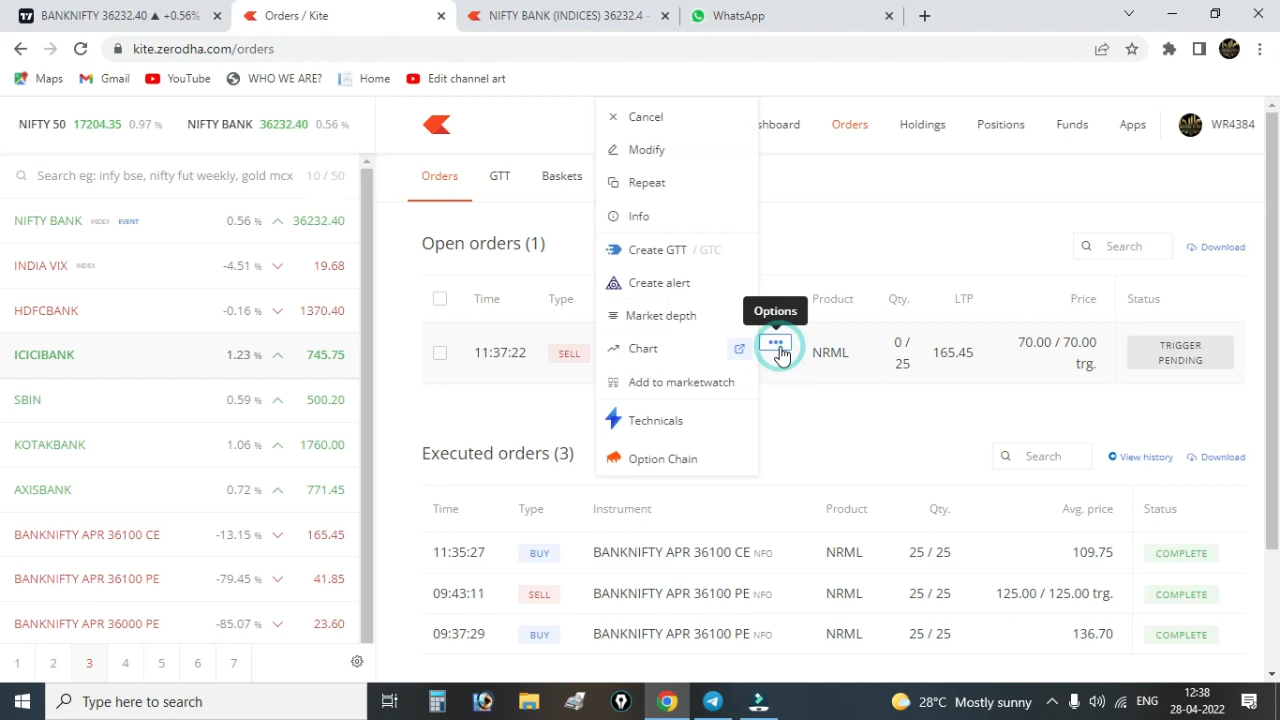 BANKNIFTY 36232.40 ▲ +0.56%
Orders / Kite
NIFTY BANK (INDICES) 36232.4 -
WhatsApp
kite.zerodha.com/orders
Maps
Gmail
YouTube
WHO WE ARE?
Home
Edit channel art
NIFTY 50 17204.35 0.97 %
NIFTY BANK 36232.40 0.56 %
Search eg: infy bse, nifty fut weekly, gold mcx 10 / 50
NIFTY BANK INDEX EVENT 0.56 % 36232.40
INDIA VIX INDEX -4.51 % 19.68
HDFCBANK -0.16 % 1370.40
ICICIBANK 1.23 % 745.75
SBIN 0.59 % 500.20
KOTAKBANK 1.06 % 1760.00
AXISBANK 0.72 % 771.45
BANKNIFTY APR 36100 CE -13.15 % 165.45
BANKNIFTY APR 36100 PE -79.45 % 41.85
BANKNIFTY APR 36000 PE -85.07 % 23.60
1 2 3 4 5 6 7
shboard Orders Holdings Positions Funds Apps WR4384
Orders GTT Baskets
Cancel
Modify
Repeat
Info
Create GTT / GTC
Create alert
Market depth
Chart
Add to marketwatch
Technicals
Option Chain
Options
Open orders (1)
Search Download
Time Type Product Qty. LTP Price Status
11:37:22 SELL NRML 0 / 25 165.45 70.00 / 70.00 trg. TRIGGER PENDING
Executed orders (3)
Search View history Download
Time Type Instrument Product Qty. Avg. price Status
11:35:27 BUY BANKNIFTY APR 36100 CE NFO NRML 25 / 25 109.75 COMPLETE
09:43:11 SELL BANKNIFTY APR 36100 PE NFO NRML 25 / 25 125.00 / 125.00 trg. COMPLETE
09:37:29 BUY BANKNIFTY APR 36100 PE NFO NRML 25 / 25 136.70 COMPLETE
Type here to search
28°C Mostly sunny
ENG
12:38
28-04-2022